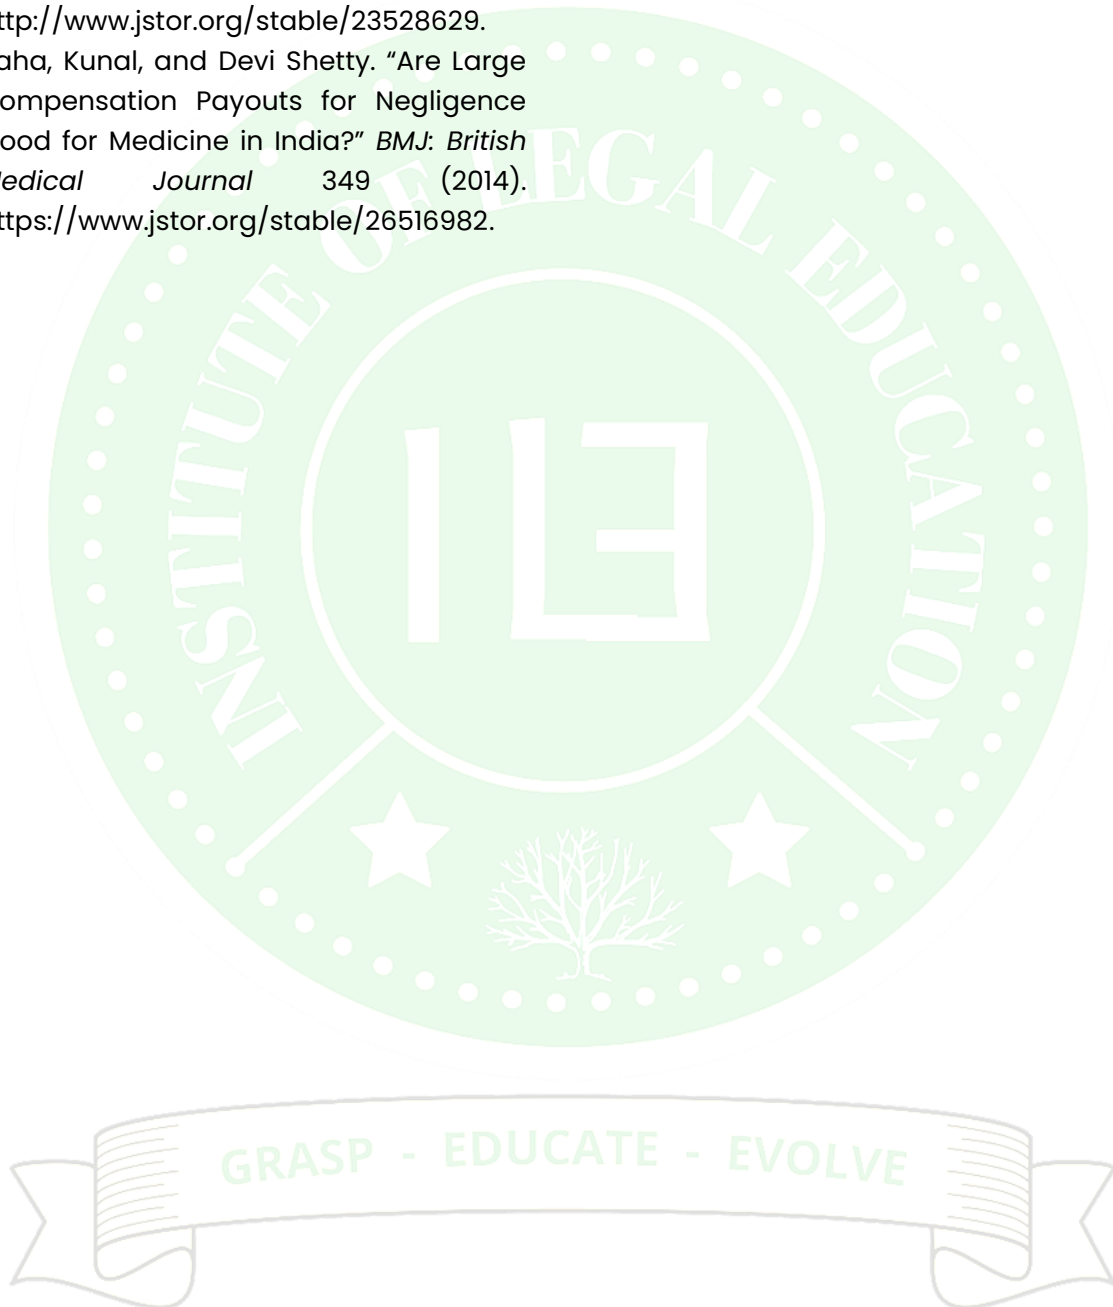 ttp://www.jstor.org/stable/23528629.
aha, Kunal, and Devi Shetty. “Are Large
ompensation Payouts for Negligence
ood for Medicine in India?” BMJ: British
edical Journal 349 (2014).
ttps://www.jstor.org/stable/26516982.
INSTITUTE OF LEGAL EDUCATION
ILE
GRASP - EDUCATE - EVOLVE